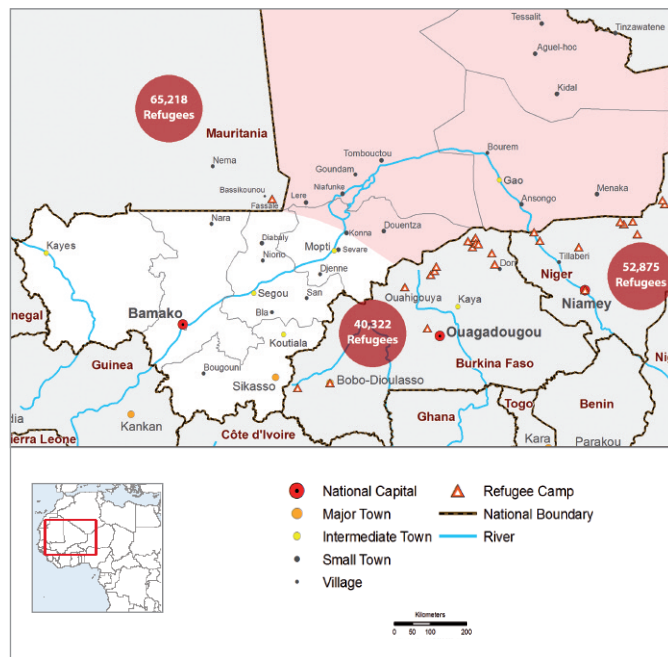 Tessalit
Tinzawatene
Aguel-hoc
Kidal
65,218
Refugees
Mauritania
Nema
Tombouctou
Bourem
Goundam
Gao
Bassikounou
Fassale
Lere
Niafunke
Ansongo
Menaka
Nara
Konna
Douentza
Diabaly
Kayes
Niono
Mopti
Sevare
Tillaberi
Djenne
Dori
Niger
52,875
Refugees
Segou
San
Ouahigouya
Kaya
Niamey
enegal
Bamako
Bla
40,322
Refugees
Ouagadougou
Koutiala
Guinea
Bougouni
Sikasso
Bobo-Dioulasso
Burkina Faso
Ni
Togo
Benin
dia
Kankan
Ghana
ierra Leone
Côte d'Ivoire
Kara
Parakou
National Capital
Refugee Camp
Major Town
National Boundary
Intermediate Town
River
Small Town
Village
Kilometers
0 50 100 200